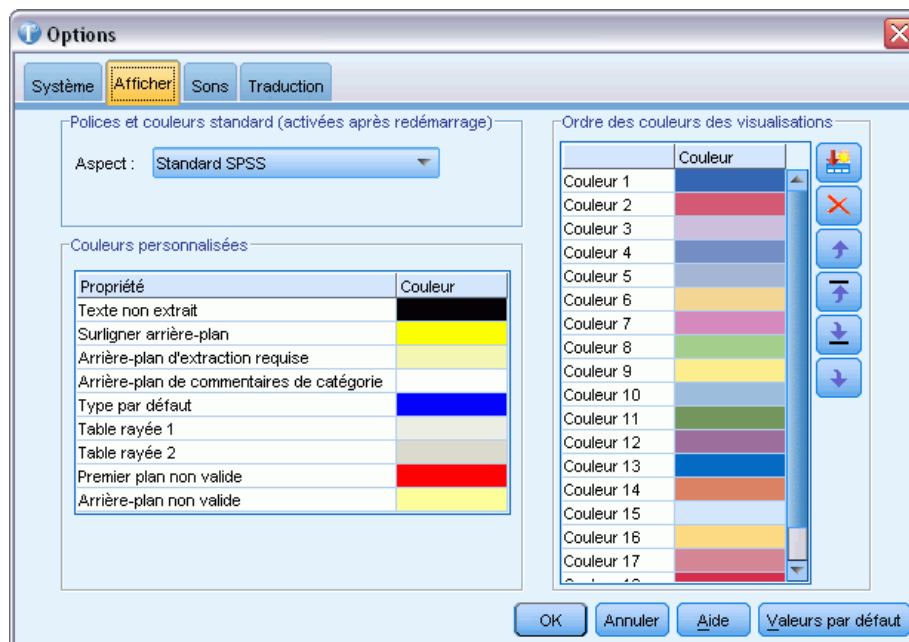 Options
Système
Afficher
Sons
Traduction
Polices et couleurs standard (activées après redémarrage)
Aspect :
Standard SPSS
Couleurs personnalisées
Propriété
Couleur
Texte non extrait
Surligner arrière-plan
Arrière-plan d'extraction requise
Arrière-plan de commentaires de catégorie
Type par défaut
Table rayée 1
Table rayée 2
Premier plan non valide
Arrière-plan non valide
Ordre des couleurs des visualisations
Couleur
Couleur 1
Couleur 2
Couleur 3
Couleur 4
Couleur 5
Couleur 6
Couleur 7
Couleur 8
Couleur 9
Couleur 10
Couleur 11
Couleur 12
Couleur 13
Couleur 14
Couleur 15
Couleur 16
Couleur 17
OK
Annuler
Aide
Valeurs par défaut